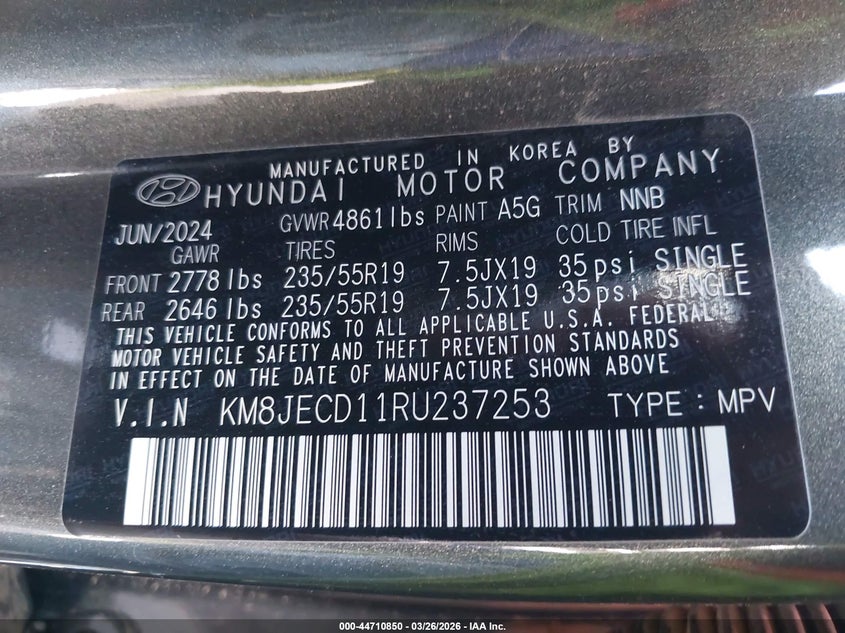 MANUFACTURED IN KOREA BY
HYUNDAI MOTOR COMPANY
JUN/2024 GVWR 4861 lbs PAINT A5G TRIM NNB
GAWR TIRES RIMS COLD TIRE INFL
FRONT 2778 lbs 235/55R19 7.5JX19 35 psi SINGLE
REAR 2646 lbs 235/55R19 7.5JX19 35 psi SINGLE
THIS VEHICLE CONFORMS TO ALL APPLICABLE U.S.A. FEDERAL
MOTOR VEHICLE SAFETY AND THEFT PREVENTION STANDARDS
IN EFFECT ON THE DATE OF MANUFACTURE SHOWN ABOVE
V.I.N KM8JECD11RU237253 TYPE : MPV
000-44710850 | 03/26/2026 - IAA Inc.